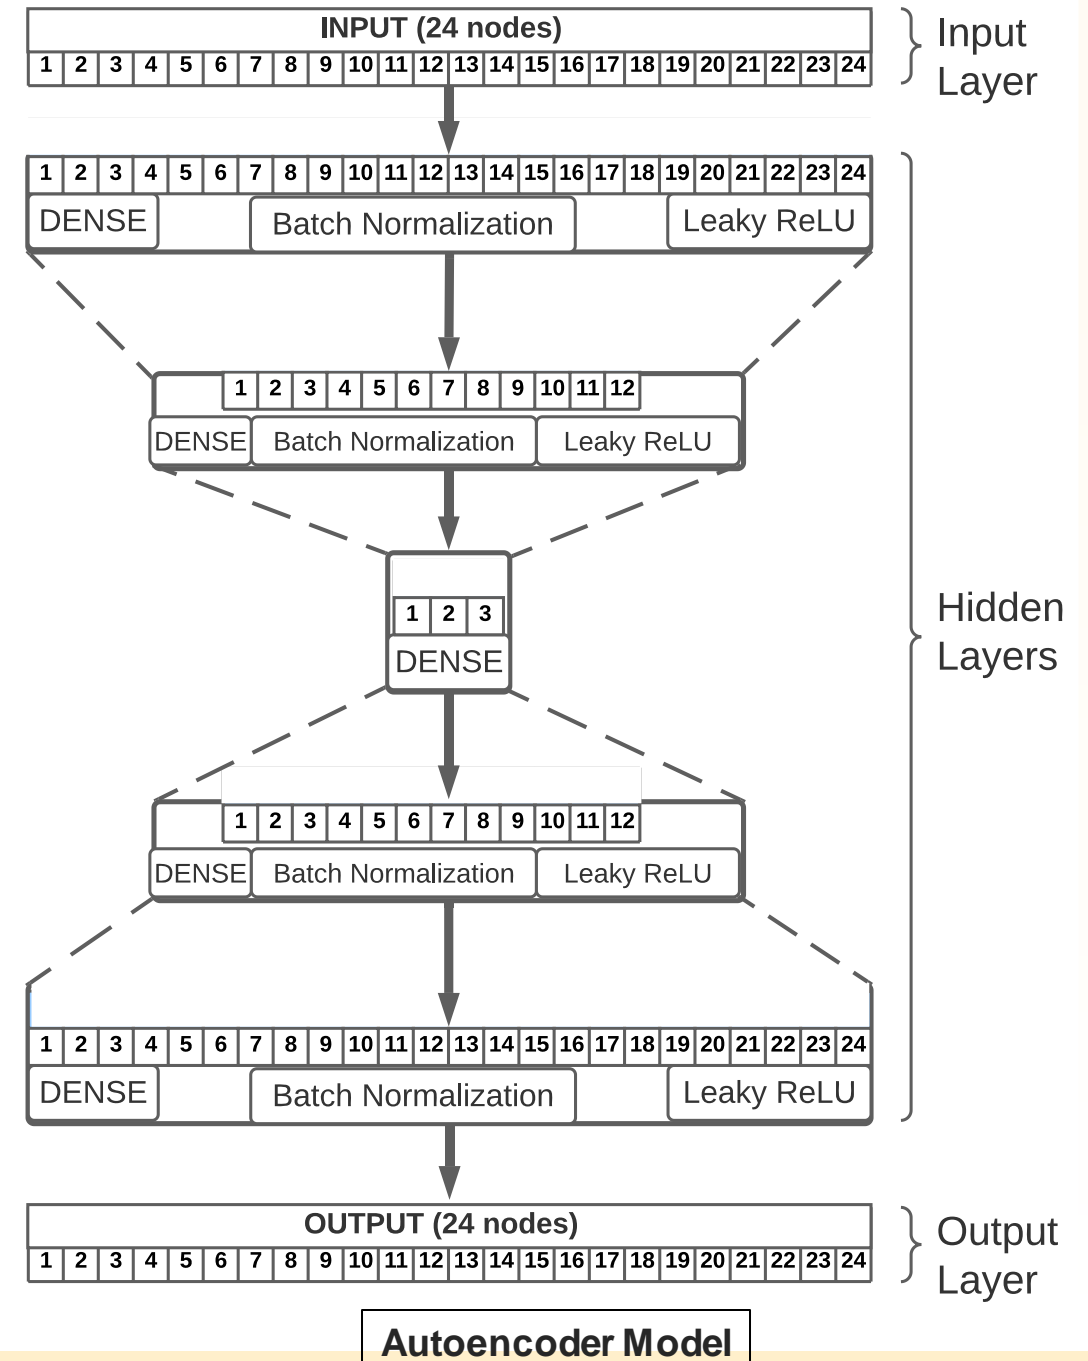 INPUT (24 nodes)
1 2 3 4 5 6 7 8 9 10 11 12 13 14 15 16 17 18 19 20 21 22 23 24
Input
Layer
1 2 3 4 5 6 7 8 9 10 11 12 13 14 15 16 17 18 19 20 21 22 23 24
DENSE Batch Normalization Leaky ReLU
1 2 3 4 5 6 7 8 9 10 11 12
DENSE Batch Normalization Leaky ReLU
1 2 3
DENSE
Hidden
Layers
1 2 3 4 5 6 7 8 9 10 11 12
DENSE Batch Normalization Leaky ReLU
1 2 3 4 5 6 7 8 9 10 11 12 13 14 15 16 17 18 19 20 21 22 23 24
DENSE Batch Normalization Leaky ReLU
OUTPUT (24 nodes)
1 2 3 4 5 6 7 8 9 10 11 12 13 14 15 16 17 18 19 20 21 22 23 24
Output
Layer
Autoencoder Model